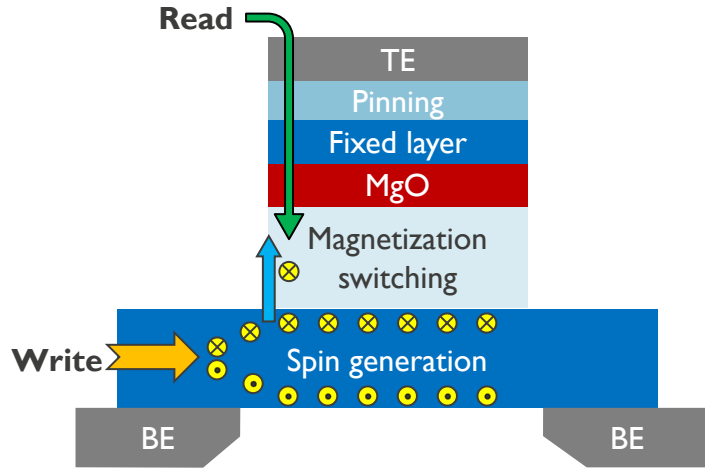 Read
TE
Pinning
Fixed layer
MgO
Magnetization
switching
Write
Spin generation
BE
BE